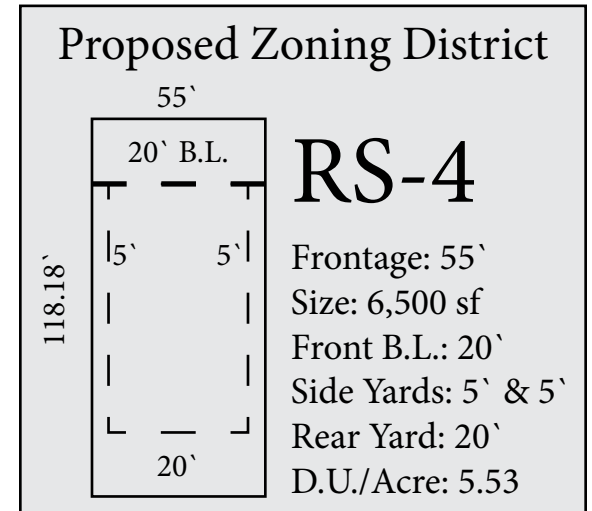 Proposed Zoning District
55`
20` B.L.
RS-4
5` 5`
118.18`
Frontage: 55`
Size: 6,500 sf
Front B.L.: 20`
Side Yards: 5` & 5`
Rear Yard: 20`
20`
D.U./Acre: 5.53